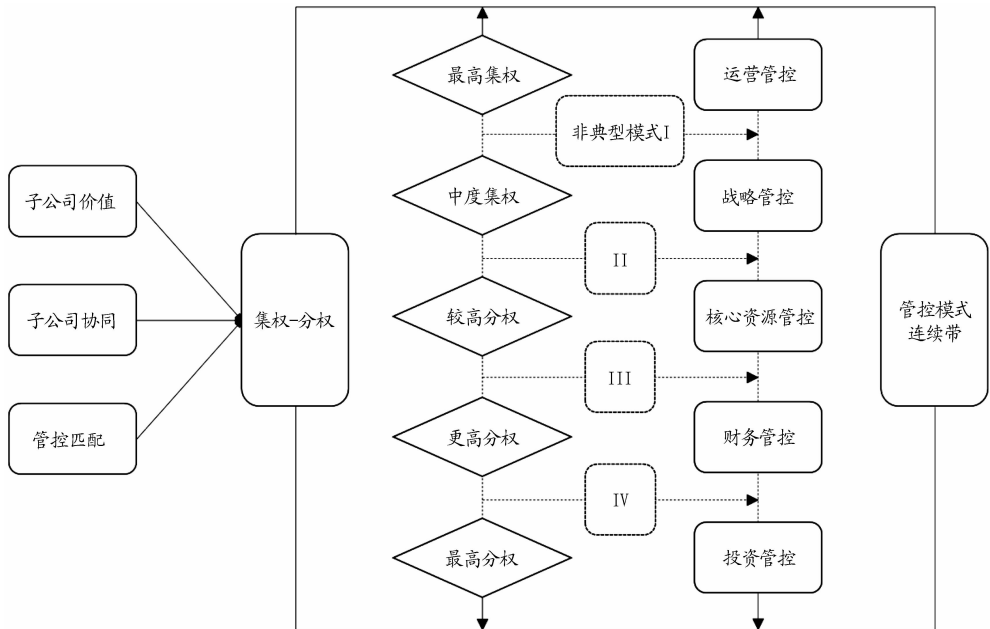 最高集权
运营管控
非典型模式I
子公司价值
中度集权
战略管控
II
子公司协同
集权-分权
较高分权
核心资源管控
管控模式
连续带
III
管控匹配
更高分权
财务管控
IV
最高分权
投资管控